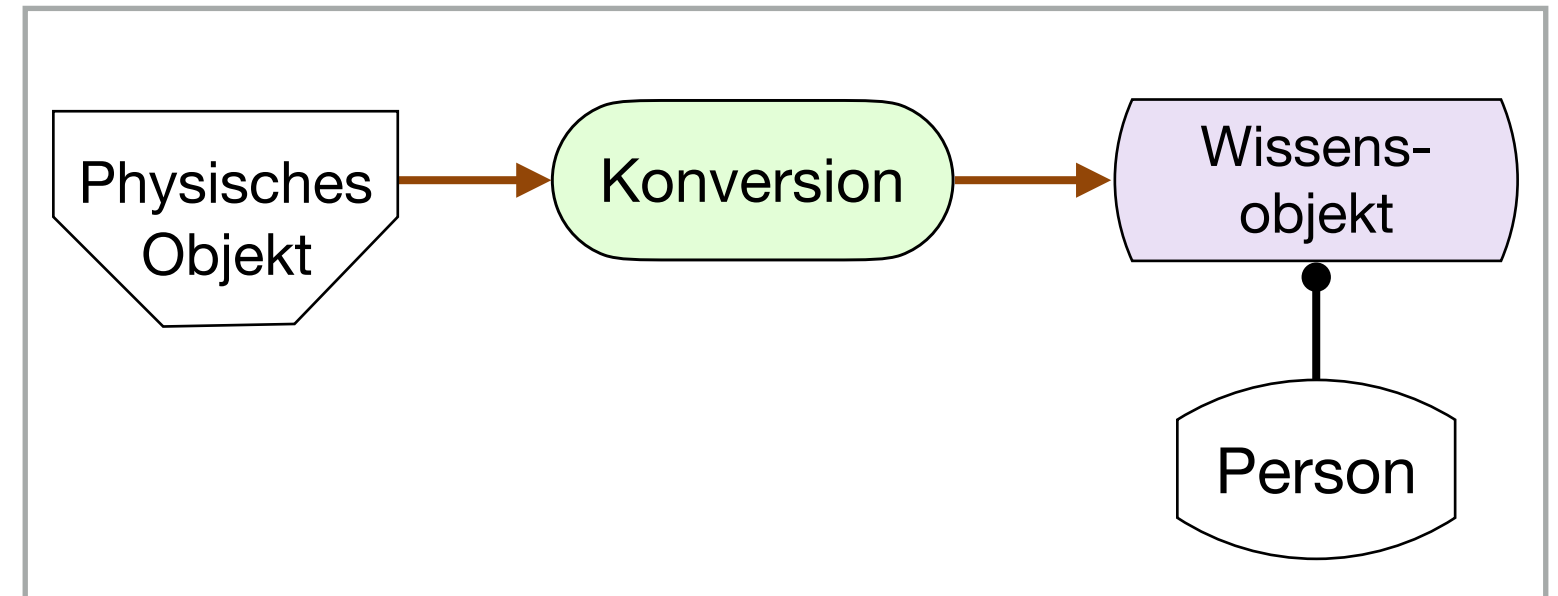 Physisches
Objekt
Konversion
Wissens-
objekt
Person